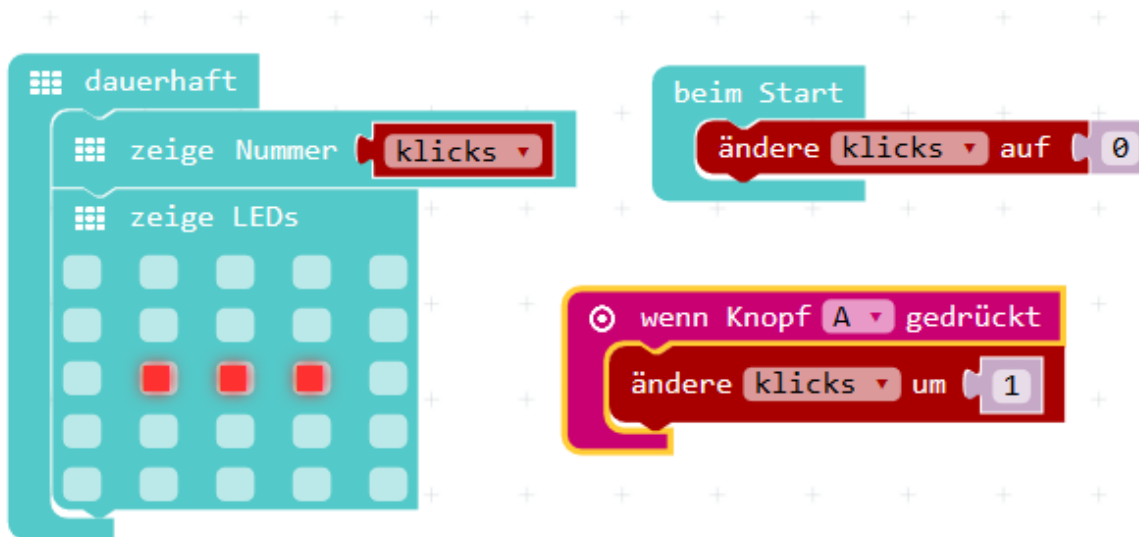 dauerhaft
zeige Nummer klicks
zeige LEDs
beim Start
ändere klicks auf 0
wenn Knopf A gedrückt
ändere klicks um 1